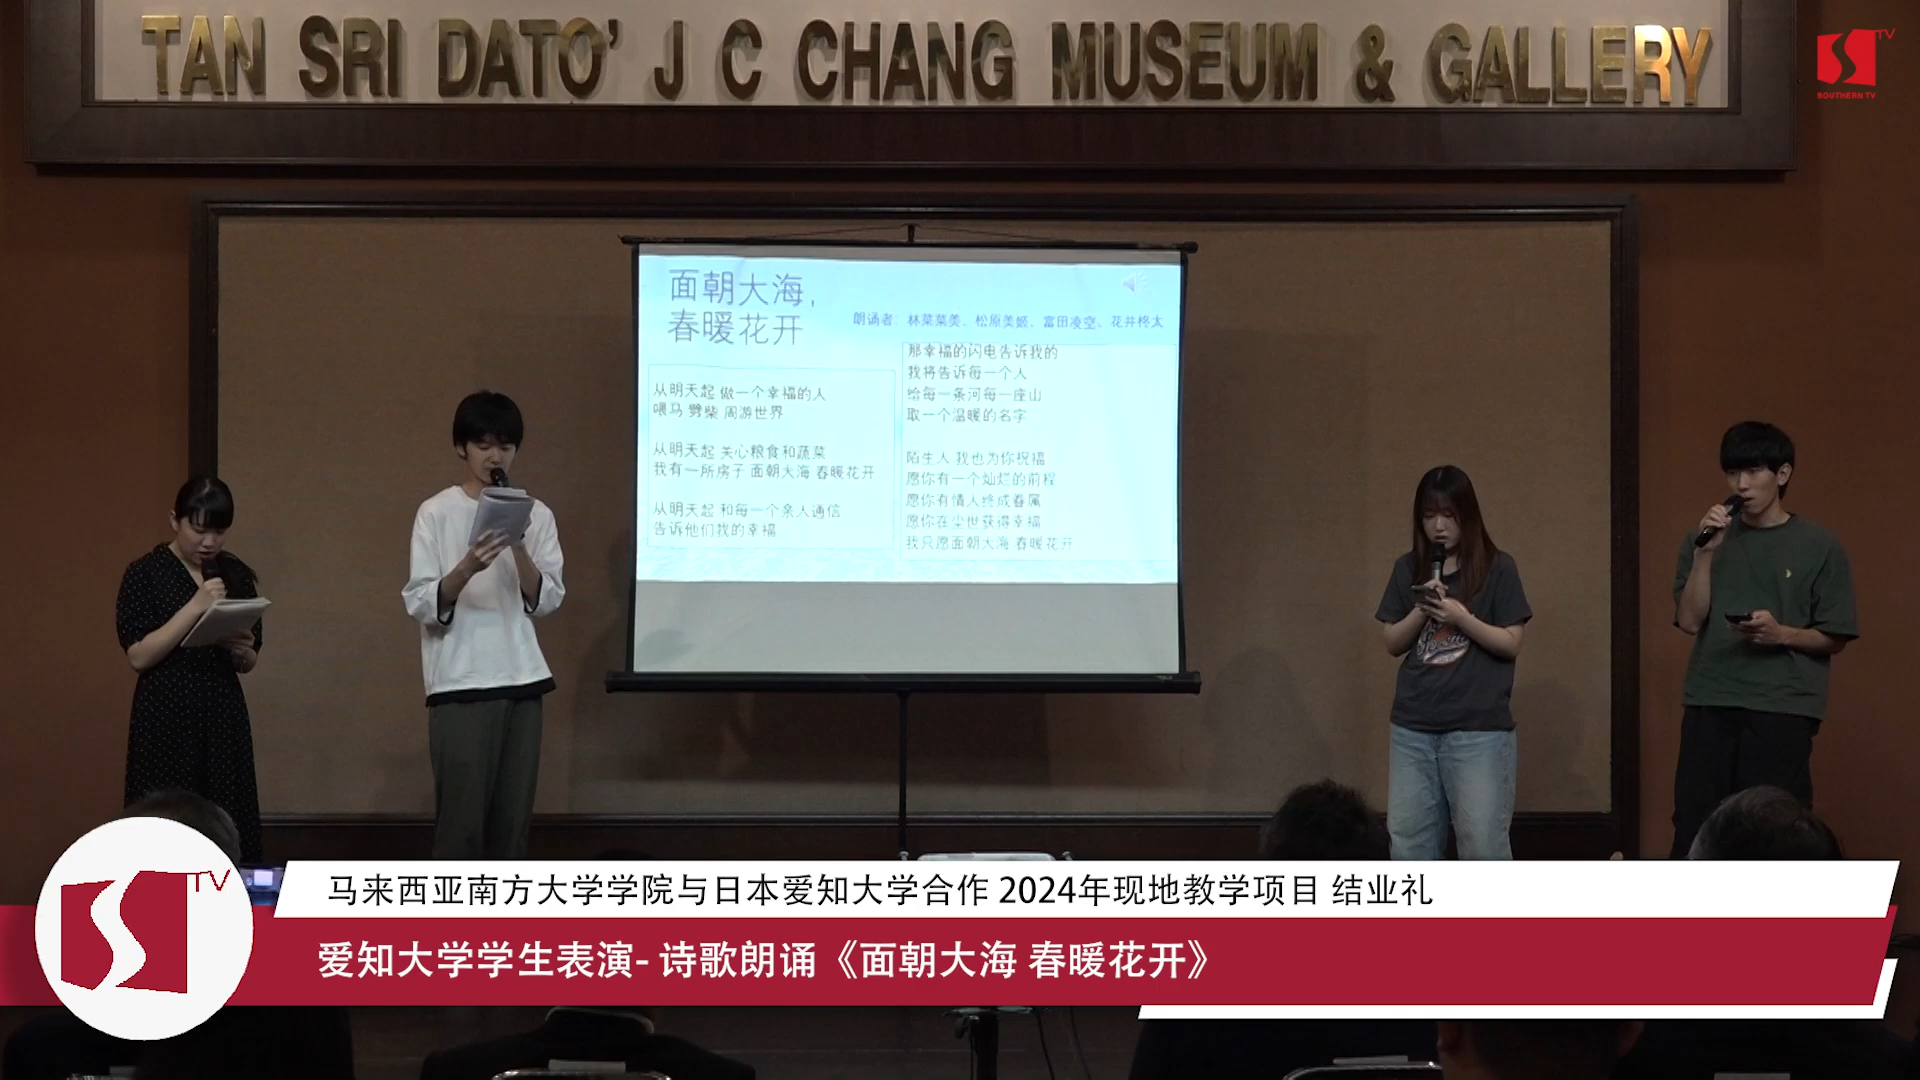 TAN SRI DATO' J C CHANG MUSEUM & GALLERY
TV
SOUTHERN TV
面朝大海,
春暖花开
朗诵者：林菜菜美、松原美姬、富田凌空、花井柊太
从明天起 做一个幸福的人
喂马 劈柴 周游世界
从明天起 关心粮食和蔬菜
我有一所房子 面朝大海 春暖花开
从明天起 和每一个亲人通信
告诉他们我的幸福
那幸福的闪电告诉我的
我将告诉每一个人
给每一条河每一座山
取一个温暖的名字
陌生人 我也为你祝福
愿你有一个灿烂的前程
愿你有情人终成眷属
愿你在尘世获得幸福
我只愿面朝大海 春暖花开
TV
马来西亚南方大学学院与日本爱知大学合作 2024年现地教学项目 结业礼
爱知大学学生表演- 诗歌朗诵《面朝大海 春暖花开》